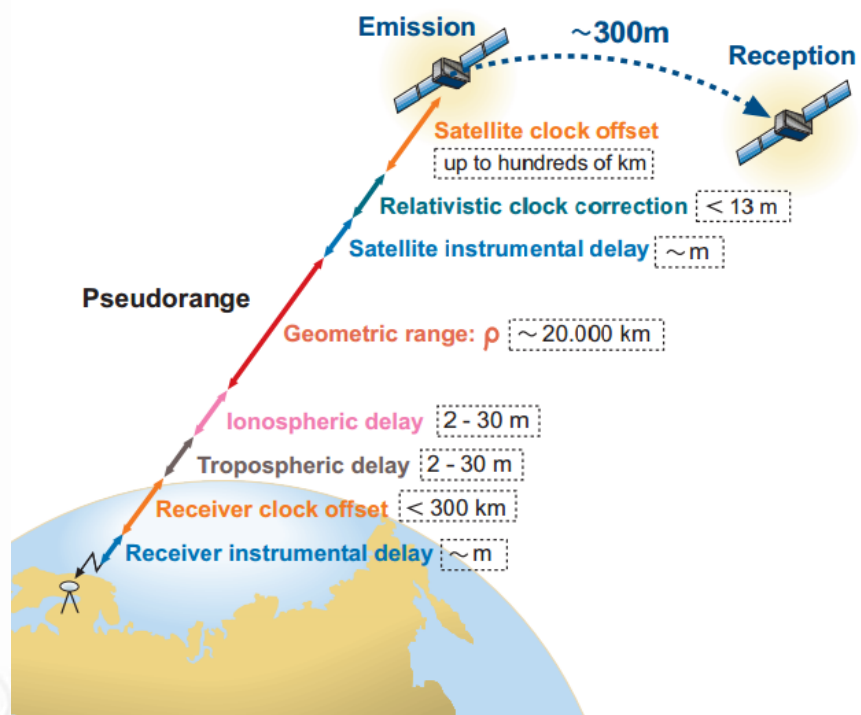 Emission
~300m
Reception
Satellite clock offset
up to hundreds of km
Relativistic clock correction < 13 m
Satellite instrumental delay ~m
Pseudorange
Geometric range: ρ ~ 20.000 km
Ionospheric delay 2 - 30 m
Tropospheric delay 2 - 30 m
Receiver clock offset < 300 km
Receiver instrumental delay ~m